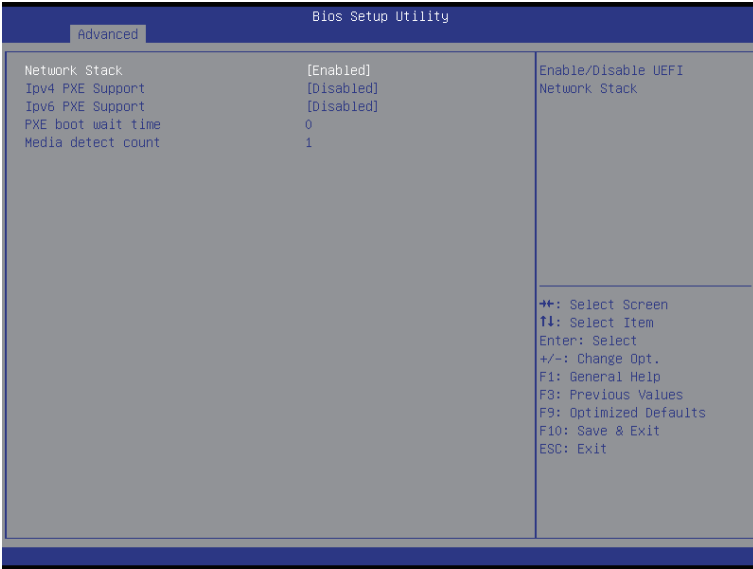 Bios Setup Utility
Advanced
Network Stack [Enabled]
Ipv4 PXE Support [Disabled]
Ipv6 PXE Support [Disabled]
PXE boot wait time 0
Media detect count 1
Enable/Disable UEFI
Network Stack
→←: Select Screen
↑↓: Select Item
Enter: Select
+/-: Change Opt.
F1: General Help
F3: Previous Values
F9: Optimized Defaults
F10: Save & Exit
ESC: Exit